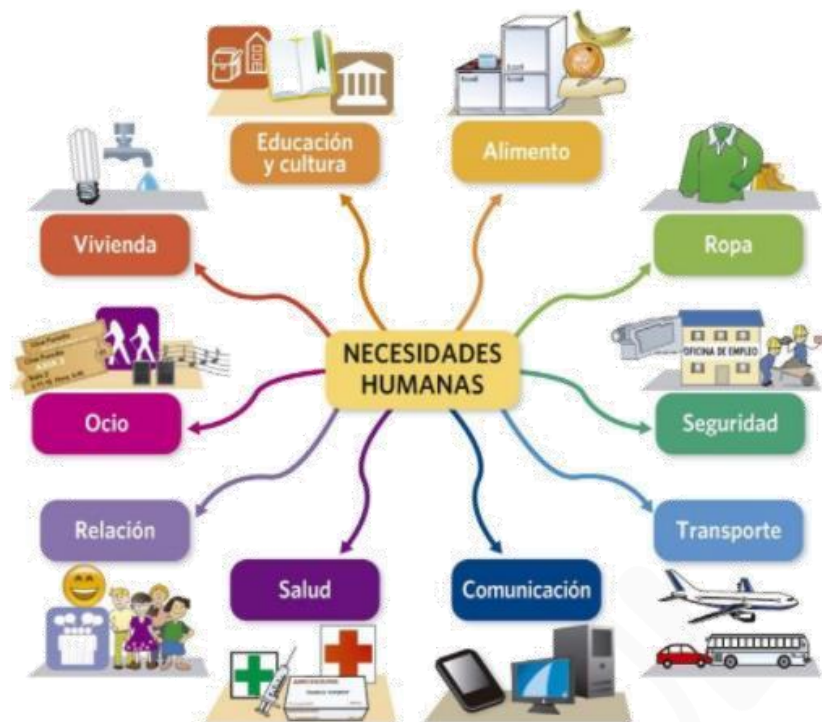 Educación
y cultura
Alimento
Vivienda
Ropa
NECESIDADES
HUMANAS
OFICINA DE EMPLEO
Ocio
Seguridad
Relación
Transporte
Salud
Comunicación